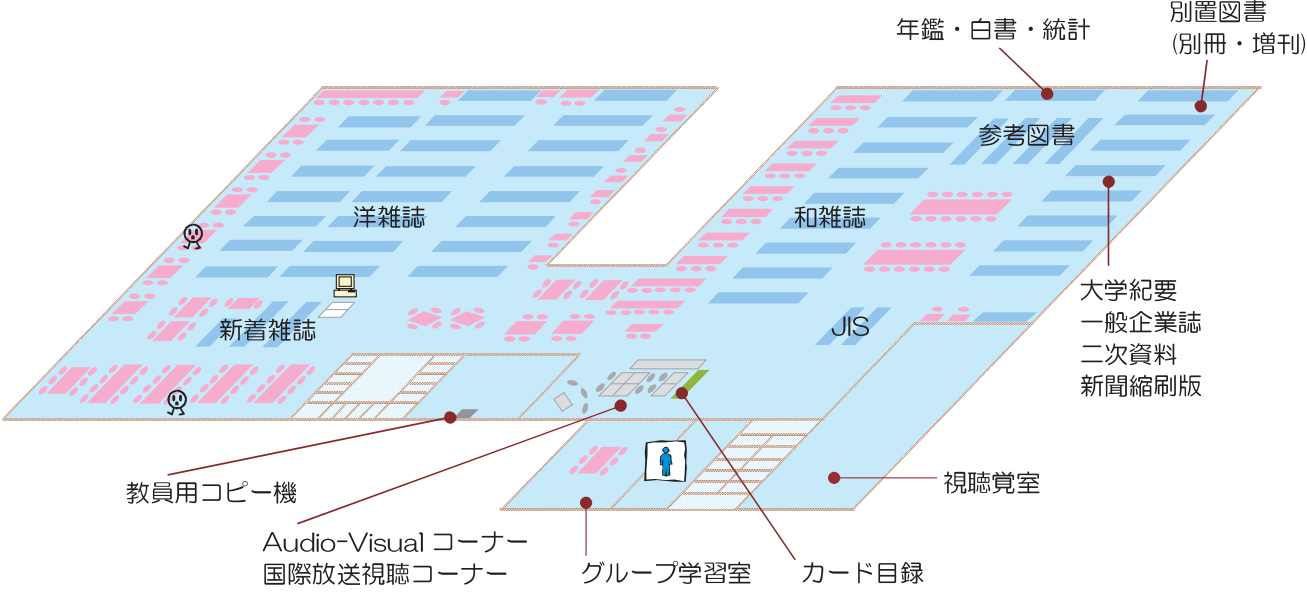 別置図書
(別冊・増刊)
年鑑・白書・統計
参考図書
洋雑誌
和雑誌
大学紀要
一般企業誌
二次資料
新聞縮刷版
新着雑誌
JIS
教員用コピー機
視聴覚室
Audio-Visual コーナー
国際放送視聴コーナー
グループ学習室
カード目録